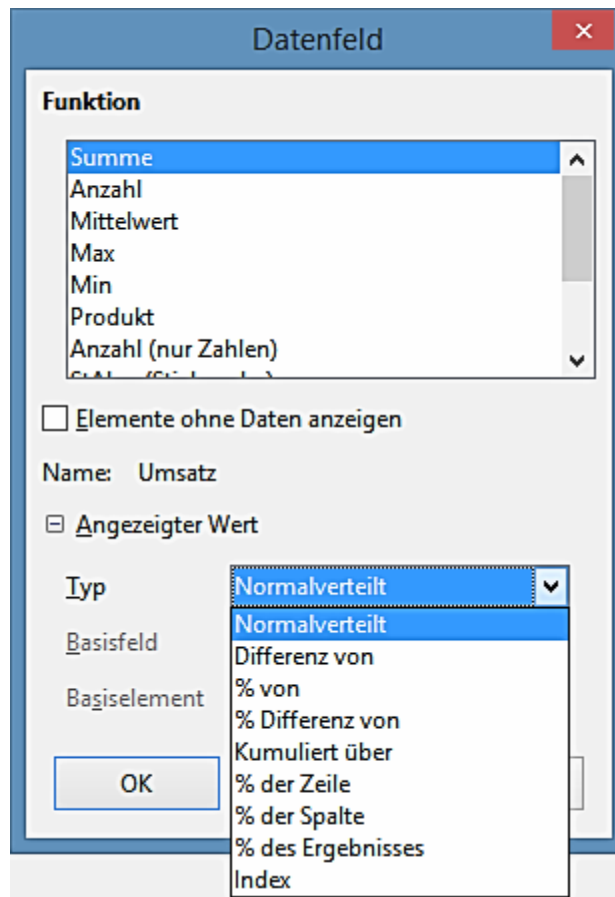 Datenfeld
Funktion
Summe
Anzahl
Mittelwert
Max
Min
Produkt
Anzahl (nur Zahlen)
Elemente ohne Daten anzeigen
Name: Umsatz
Angezeigter Wert
Typ Normalverteilt
Normalverteilt
Basisfeld
Differenz von
% von
Basiselement
% Differenz von
Kumuliert über
OK
% der Zeile
% der Spalte
% des Ergebnisses
Index